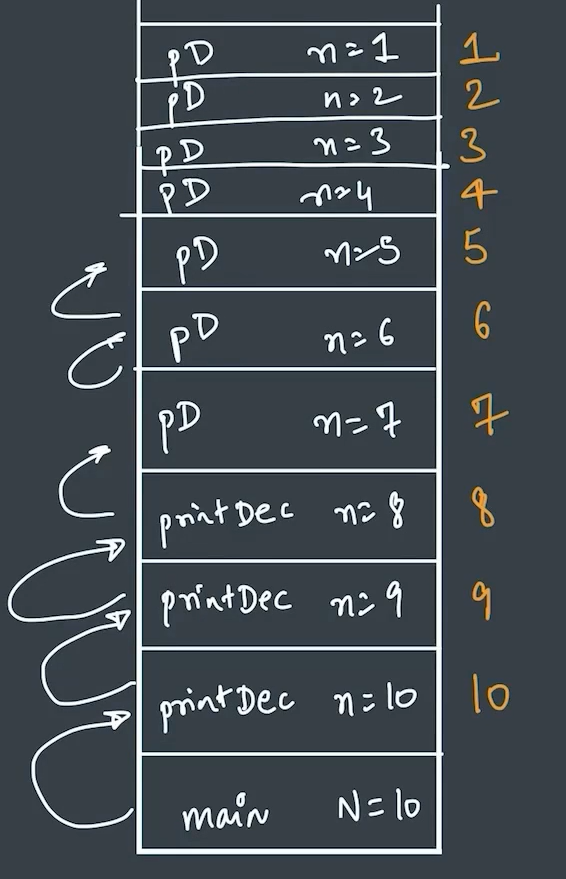 pD n=1 1
pD n=2 2
pD n=3 3
pD n=4 4
pD n=5 5
pD n=6 6
pD n=7 7
printDec n=8 8
printDec n=9 9
printDec n=10 10
main N=10